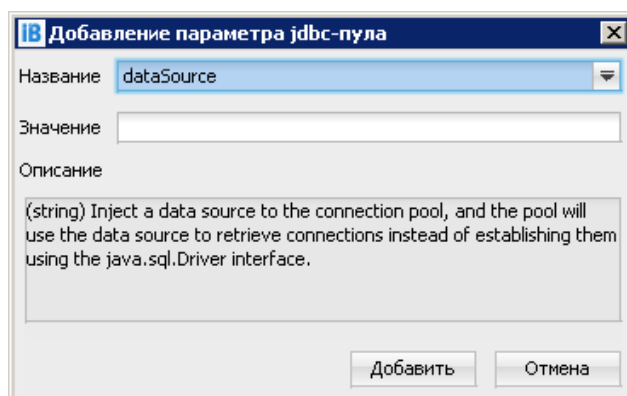 iB Добавление параметра jdbc-пула
Название dataSource
Значение
Описание
(string) Inject a data source to the connection pool, and the pool will
use the data source to retrieve connections instead of establishing them
using the java.sql.Driver interface.
Добавить Отмена